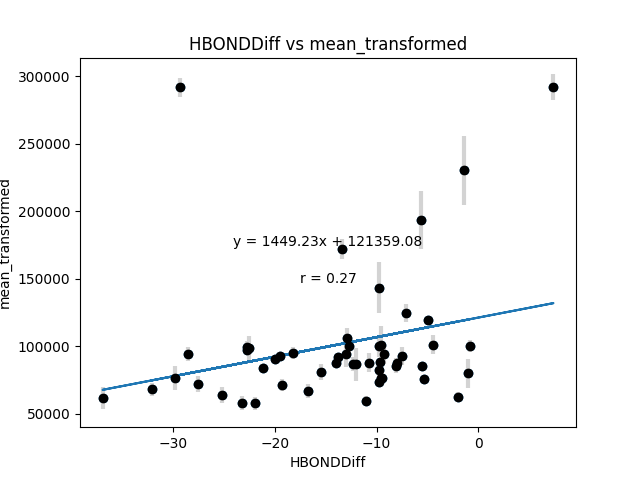 HBONDDiff vs mean_transformed
300000
250000
200000
150000
100000
50000
mean_transformed
y = 1449.23x + 121359.08
r = 0.27
−30
−20
−10
0
HBONDDiff